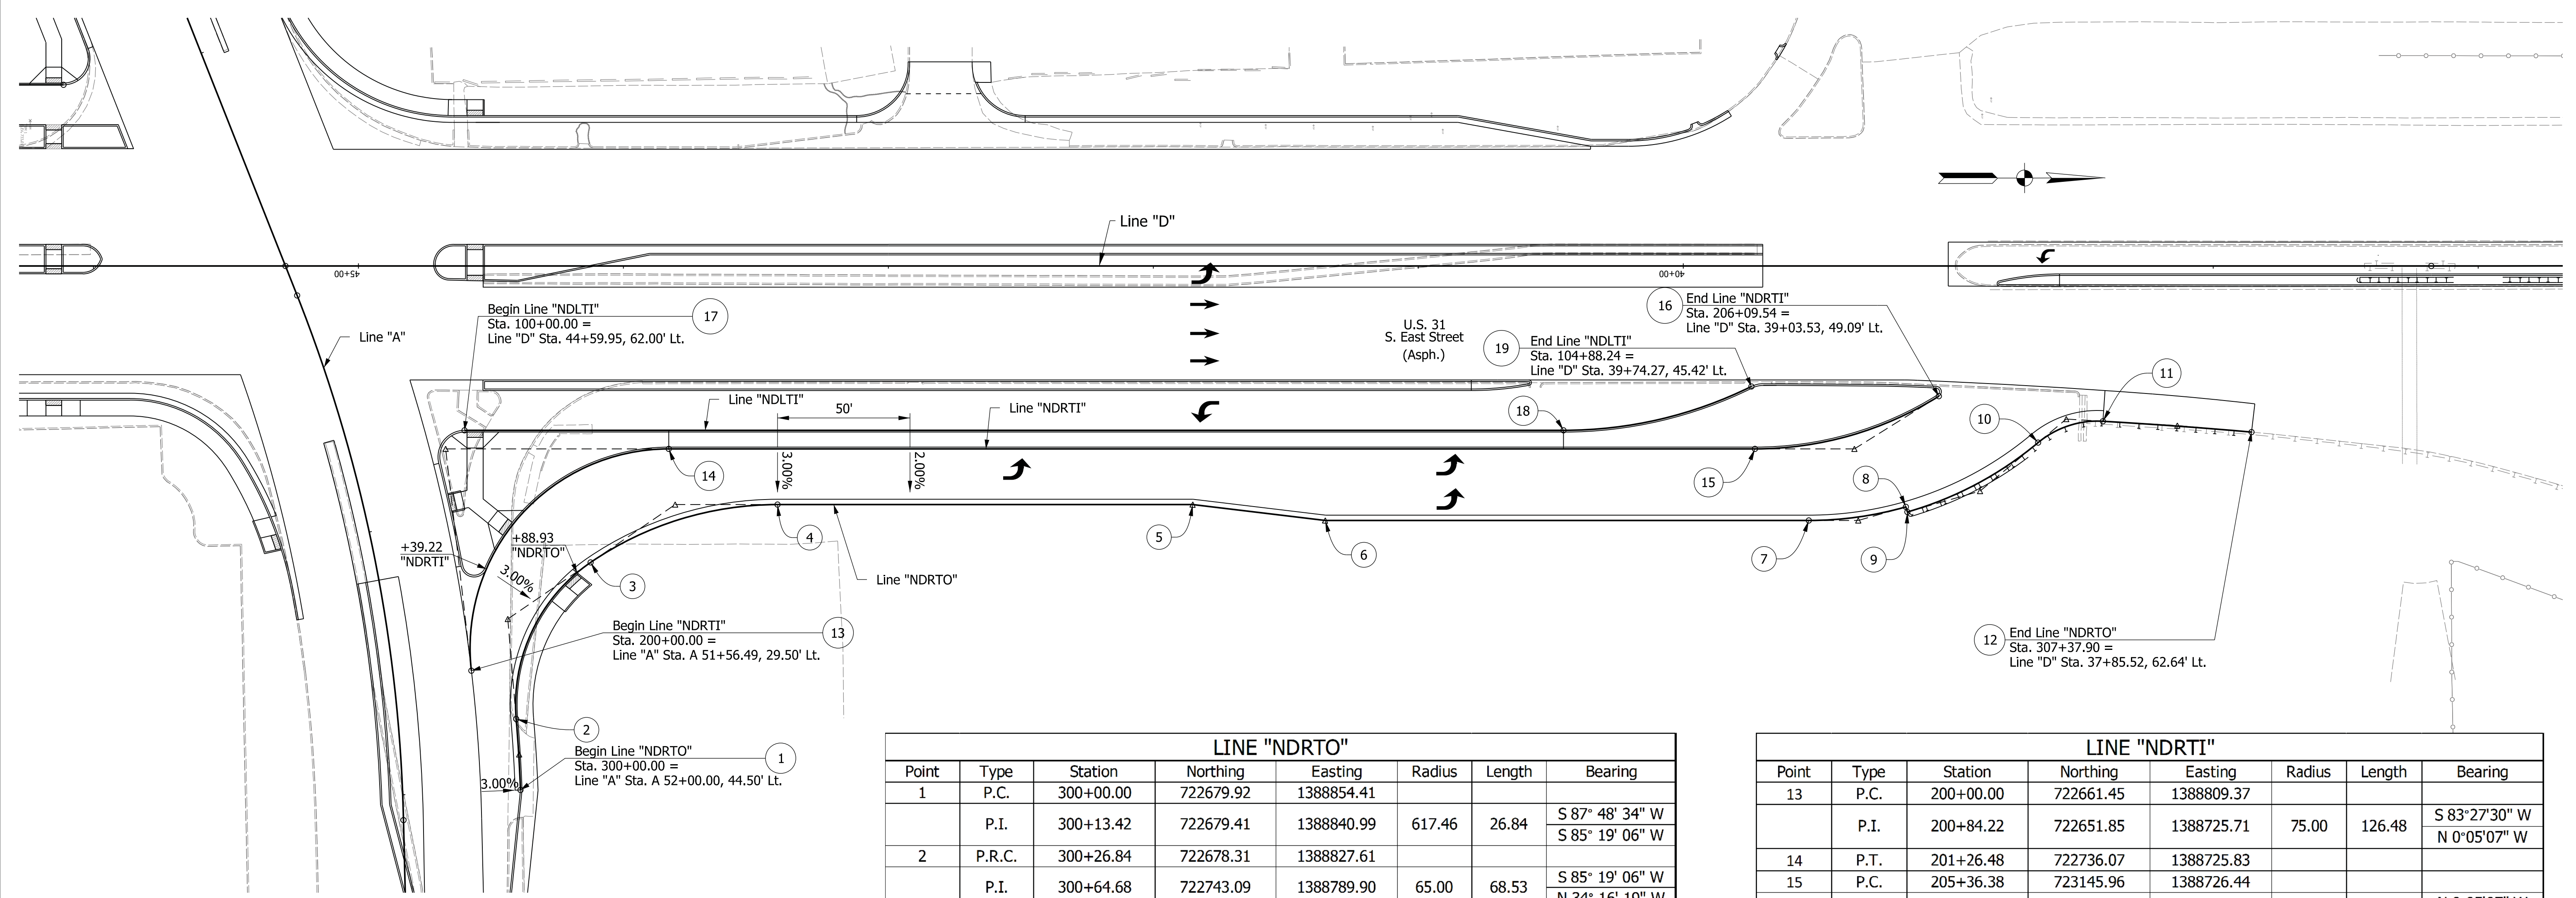 Line "D"
45+00
40+00
Begin Line "NDLTI"
Sta. 100+00.00 =
Line "D" Sta. 44+59.95, 62.00' Lt.
17
Line "A"
16
End Line "NDRTI"
Sta. 206+09.54 =
Line "D" Sta. 39+03.53, 49.09' Lt.
U.S. 31
S. East Street
(Asph.)
19
End Line "NDLTI"
Sta. 104+88.24 =
Line "D" Sta. 39+74.27, 45.42' Lt.
11
Line "NDLTI"
50'
Line "NDRTI"
18
10
14
3.00%
2.00%
15
8
+39.22
"NDRTI"
+88.93
"NDRTO"
3.00%
4
5
6
7
9
3
Line "NDRTO"
Begin Line "NDRTI"
Sta. 200+00.00 =
Line "A" Sta. A 51+56.49, 29.50' Lt.
13
12
End Line "NDRTO"
Sta. 307+37.90 =
Line "D" Sta. 37+85.52, 62.64' Lt.
2
Begin Line "NDRTO"
Sta. 300+00.00 =
Line "A" Sta. A 52+00.00, 44.50' Lt.
1
3.00%
LINE "NDRTO"
Point Type Station Northing Easting Radius Length Bearing
1 P.C. 300+00.00 722679.92 1388854.41
P.I. 300+13.42 722679.41 1388840.99 617.46 26.84 S 87° 48' 34" W
S 85° 19' 06" W
2 P.R.C. 300+26.84 722678.31 1388827.61
P.I. 300+64.68 722743.09 1388789.90 65.00 68.53 S 85° 19' 06" W
N 34° 16' 19" W
LINE "NDRTI"
Point Type Station Northing Easting Radius Length Bearing
13 P.C. 200+00.00 722661.45 1388809.37
P.I. 200+84.22 722651.85 1388725.71 75.00 126.48 S 83°27'30" W
N 0°05'07" W
14 P.T. 201+26.48 722736.07 1388725.83
15 P.C. 205+36.38 723145.96 1388726.44